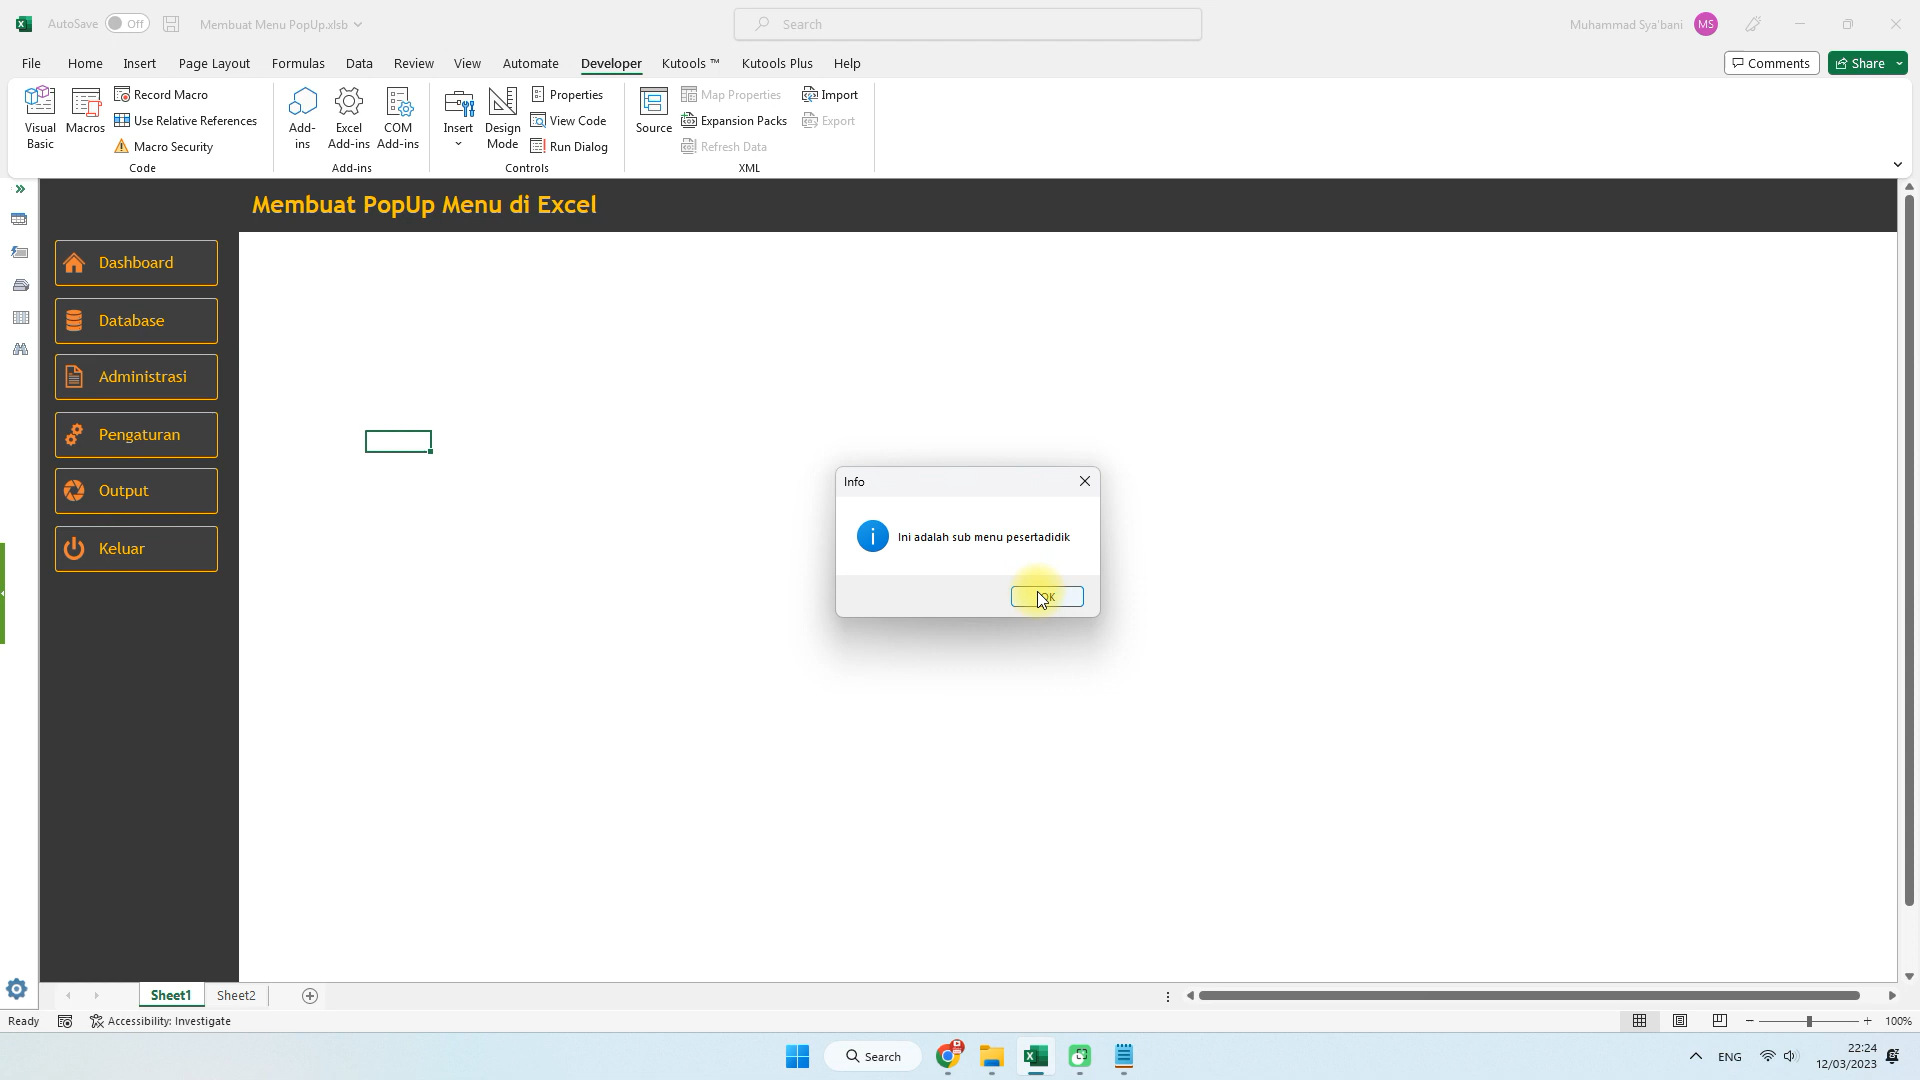 AutoSave Off Membuat Menu PopUp.xlsb Search Muhammad Sya'bani MS
File Home Insert Page Layout Formulas Data Review View Automate Developer Kutools ™ Kutools Plus Help Comments Share
Visual Basic
Macros
Record Macro
Use Relative References
Macro Security
Code
Add-ins
Excel Add-ins
COM Add-ins
Add-ins
Insert
Design Mode
Properties
View Code
Run Dialog
Controls
Source
Map Properties
Expansion Packs
Refresh Data
Import
Export
XML
Membuat PopUp Menu di Excel
Dashboard
Database
Administrasi
Pengaturan
Output
Keluar
Info
Ini adalah sub menu pesertadidik
OK
Sheet1 Sheet2
Ready Accessibility: Investigate 100%
Search
ENG
22:24
12/03/2023